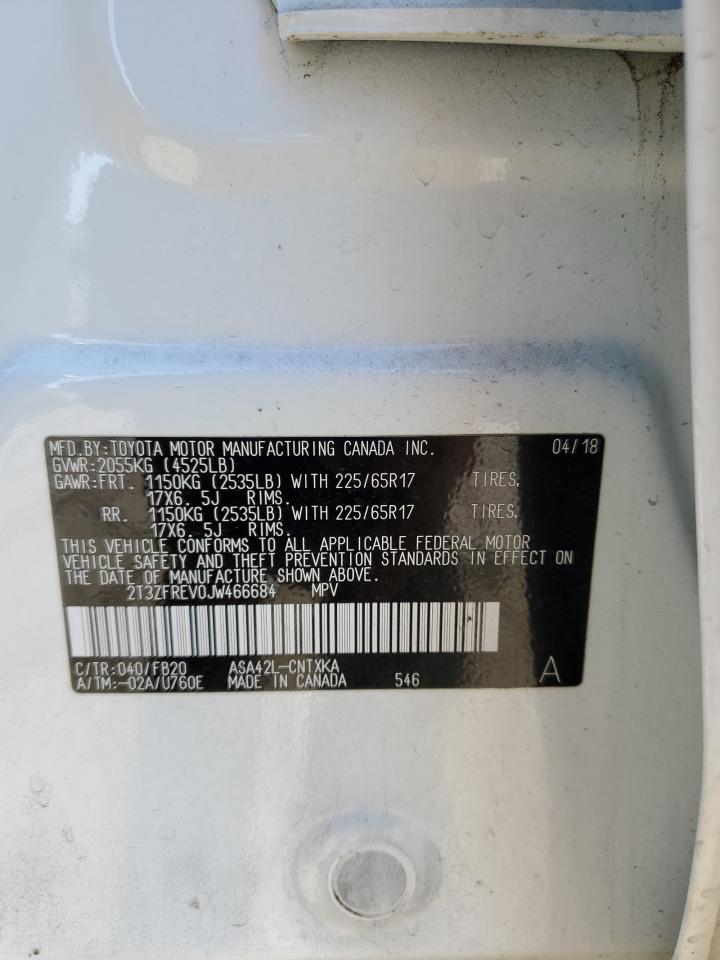 MFD.BY:TOYOTA MOTOR MANUFACTURING CANADA INC. 04/18
GVWR:2055KG (4525LB)
GAWR:FRT. 1150KG (2535LB) WITH 225/65R17 TIRES,
17X6. 5J RIMS.
RR. 1150KG (2535LB) WITH 225/65R17 TIRES.
17X6. 5J RIMS.
THIS VEHICLE CONFORMS TO ALL APPLICABLE FEDERAL MOTOR
VEHICLE SAFETY AND THEFT PREVENTION STANDARDS IN EFFECT ON
THE DATE OF MANUFACTURE SHOWN ABOVE.
2T3ZFREV0JW466684 MPV
C/TR:040/FB20 ASA42L-CNTXKA
A/TM:-02A/U760E MADE IN CANADA 546 A